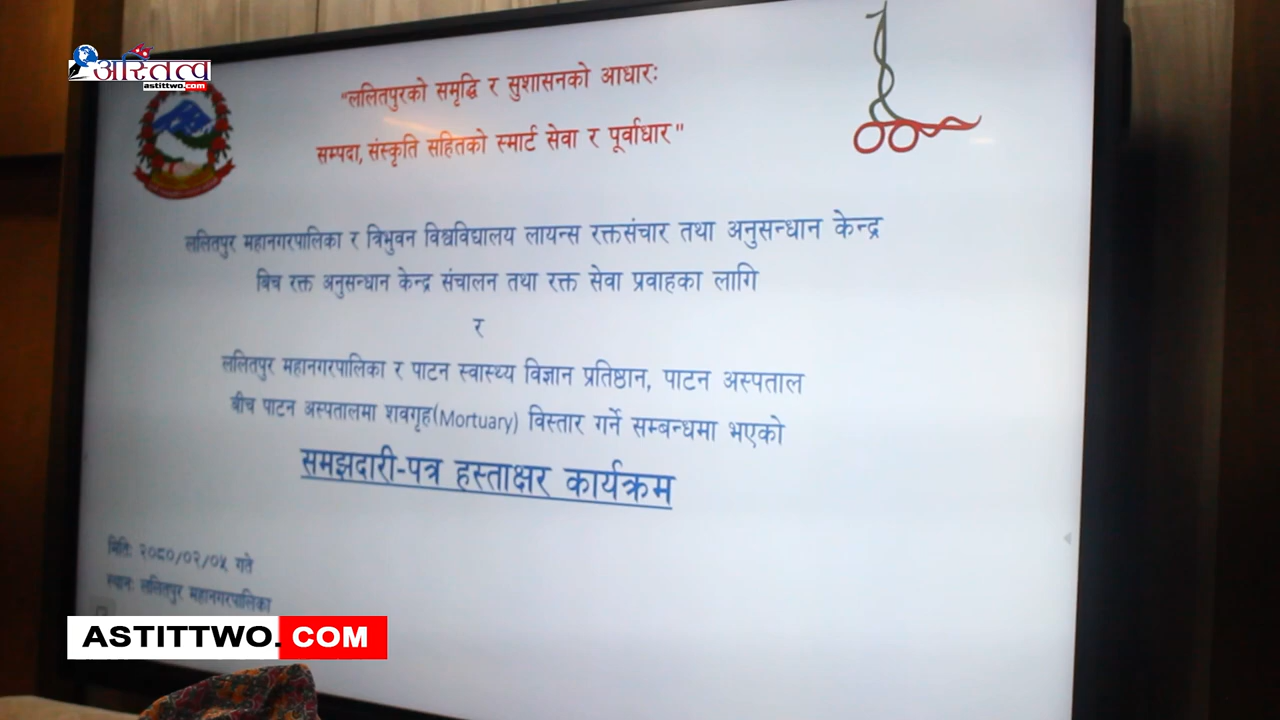 अस्तित्व
astittwo.com
"ललितपुरको समृद्धि र सुशासनको आधारः
सम्पदा, संस्कृति सहितको स्मार्ट सेवा र पूर्वाधार"
ललितपुर महानगरपालिका र त्रिभुवन विश्वविद्यालय लायन्स रक्तसंचार तथा अनुसन्धान केन्द्र
बिच रक्त अनुसन्धान केन्द्र संचालन तथा रक्त सेवा प्रवाहका लागि
र
ललितपुर महानगरपालिका र पाटन स्वास्थ्य विज्ञान प्रतिष्ठान, पाटन अस्पताल
बीच पाटन अस्पतालमा शवगृह(Mortuary) विस्तार गर्ने सम्बन्धमा भएको
समझदारी-पत्र हस्ताक्षर कार्यक्रम
मितिः २०८०/०२/०५ गते
स्थानः ललितपुर महानगरपालिका
ASTITTWO.COM